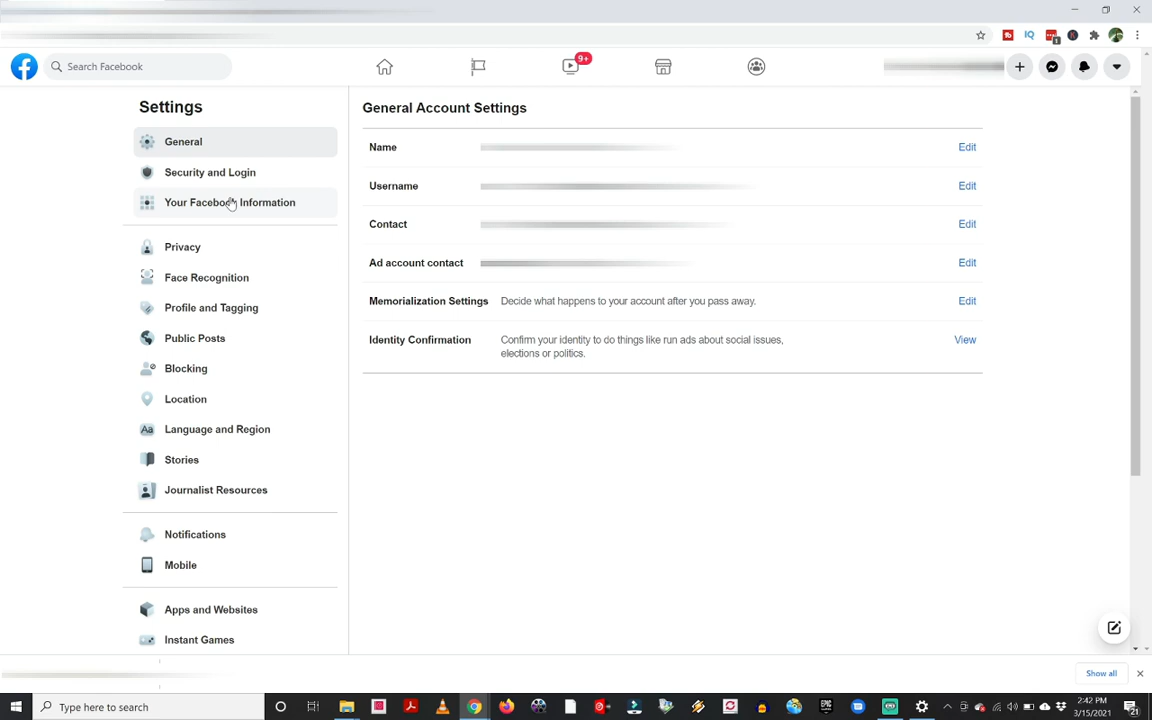 Search Facebook
9+
Settings
General
Security and Login
Your Facebook Information
Privacy
Face Recognition
Profile and Tagging
Public Posts
Blocking
Location
Aa Language and Region
Stories
Journalist Resources
Notifications
Mobile
Apps and Websites
Instant Games
General Account Settings
Name Edit
Username Edit
Contact Edit
Ad account contact Edit
Memorialization Settings Decide what happens to your account after you pass away. Edit
Identity Confirmation Confirm your identity to do things like run ads about social issues, View
elections or politics.
Show all
Type here to search
2:42 PM
3/15/2021
21